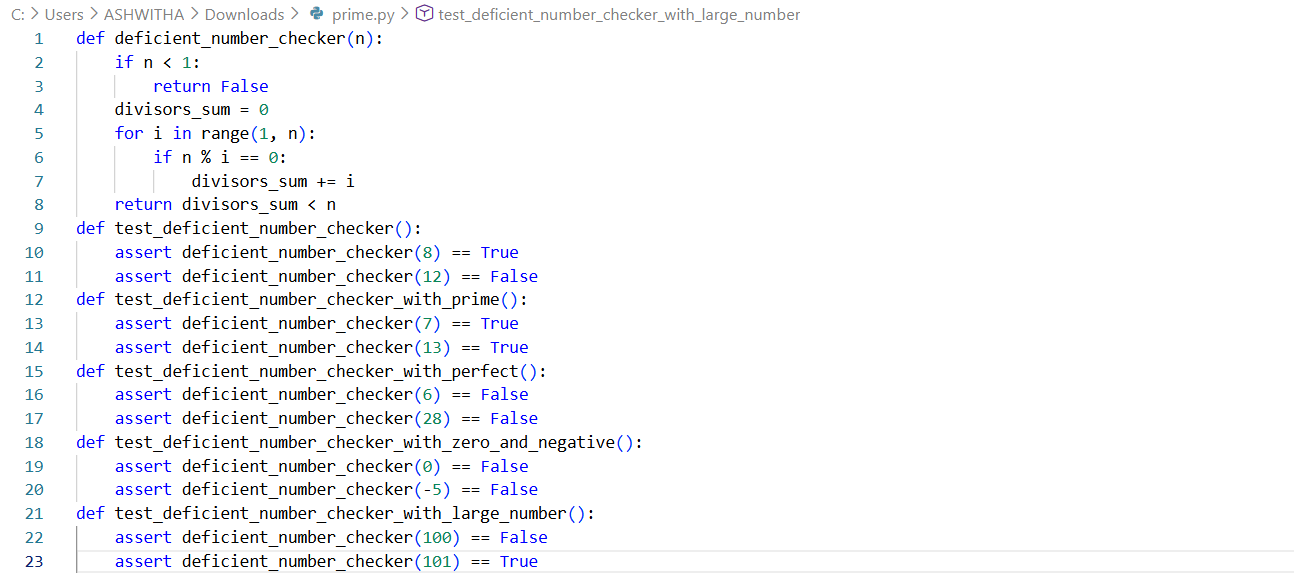 C: > Users > ASHWITHA > Downloads > prime.py > test_deficient_number_checker_with_large_number
1 def deficient_number_checker(n):
2     if n < 1:
3         return False
4     divisors_sum = 0
5     for i in range(1, n):
6         if n % i == 0:
7             divisors_sum += i
8     return divisors_sum < n
9 def test_deficient_number_checker():
10     assert deficient_number_checker(8) == True
11     assert deficient_number_checker(12) == False
12 def test_deficient_number_checker_with_prime():
13     assert deficient_number_checker(7) == True
14     assert deficient_number_checker(13) == True
15 def test_deficient_number_checker_with_perfect():
16     assert deficient_number_checker(6) == False
17     assert deficient_number_checker(28) == False
18 def test_deficient_number_checker_with_zero_and_negative():
19     assert deficient_number_checker(0) == False
20     assert deficient_number_checker(-5) == False
21 def test_deficient_number_checker_with_large_number():
22     assert deficient_number_checker(100) == False
23     assert deficient_number_checker(101) == True